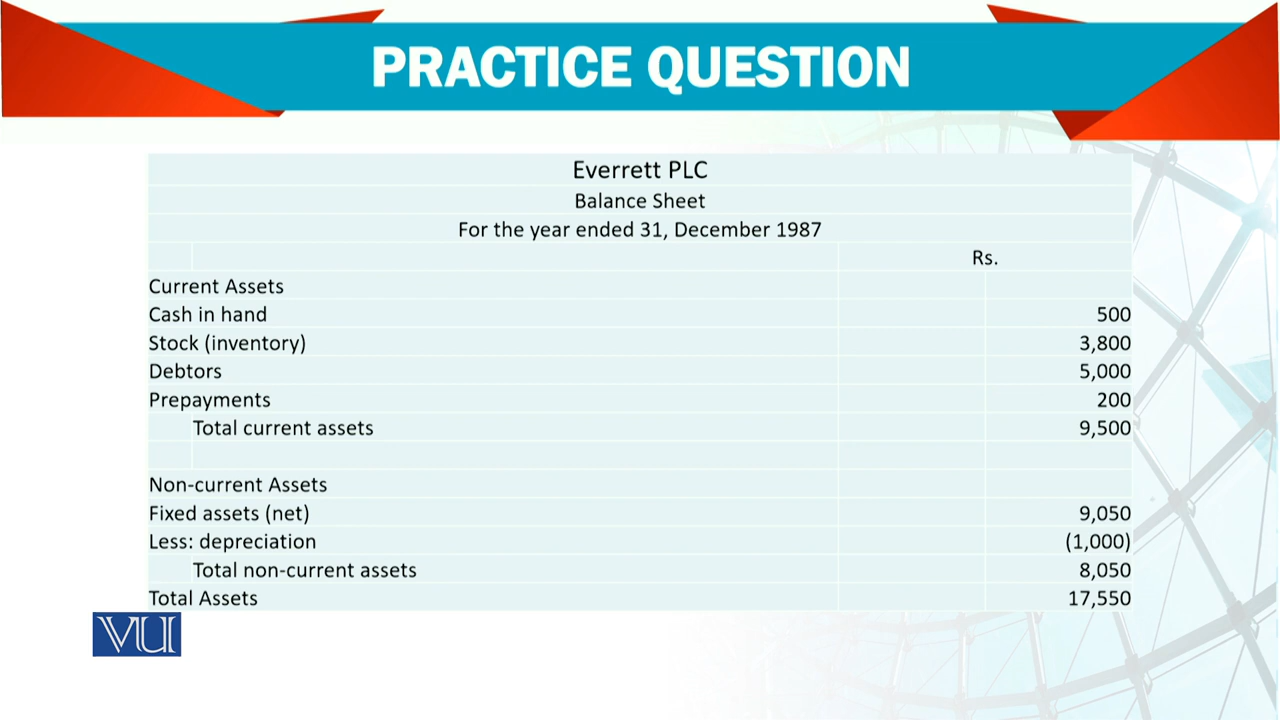 PRACTICE QUESTION
Everrett PLC
Balance Sheet
For the year ended 31, December 1987
Rs.
Current Assets
Cash in hand 500
Stock (inventory) 3,800
Debtors 5,000
Prepayments 200
Total current assets 9,500
Non-current Assets
Fixed assets (net) 9,050
Less: depreciation (1,000)
Total non-current assets 8,050
Total Assets 17,550
VU